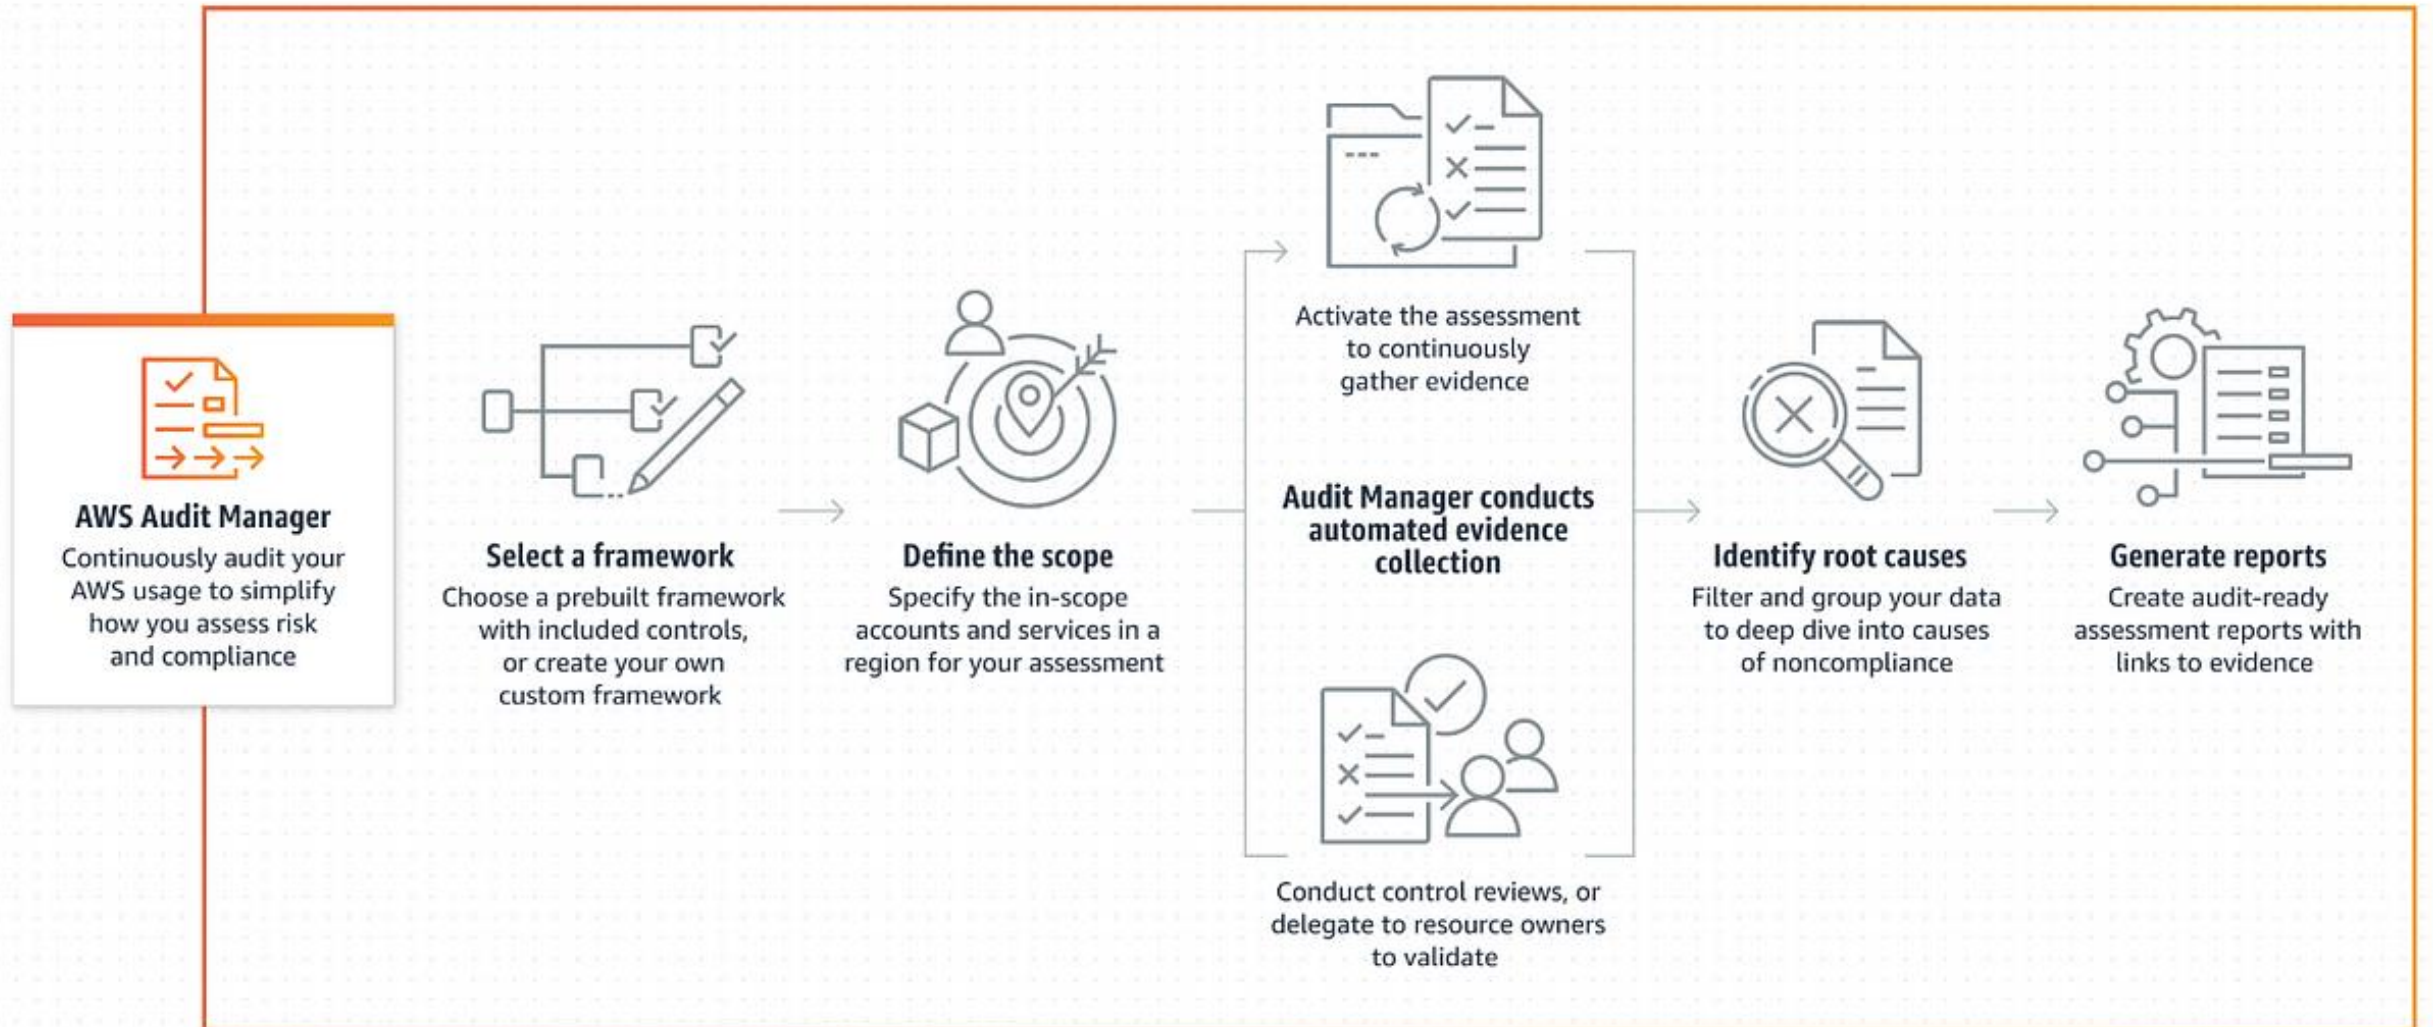 AWS Audit Manager
Continuously audit your
AWS usage to simplify
how you assess risk
and compliance
Select a framework
Choose a prebuilt framework
with included controls,
or create your own
custom framework
Define the scope
Specify the in-scope
accounts and services in a
region for your assessment
Activate the assessment
to continuously
gather evidence
Audit Manager conducts
automated evidence
collection
Conduct control reviews, or
delegate to resource owners
to validate
Identify root causes
Filter and group your data
to deep dive into causes
of noncompliance
Generate reports
Create audit-ready
assessment reports with
links to evidence